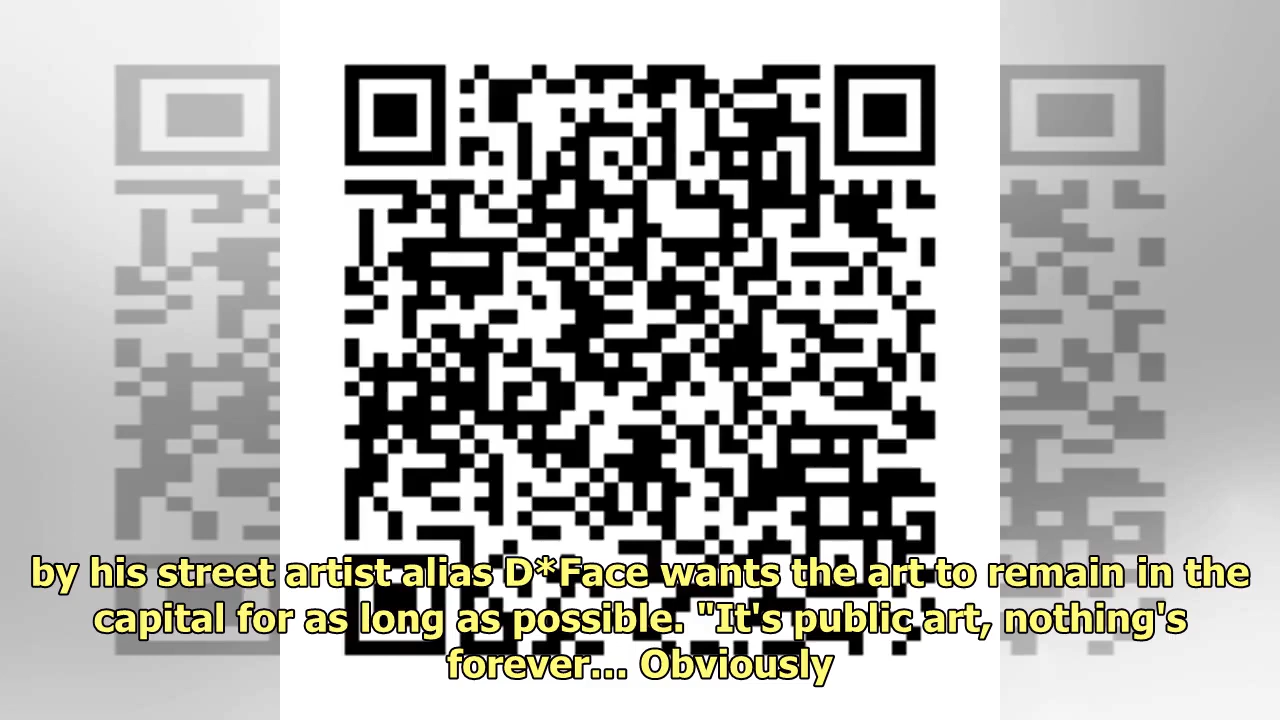 by his street artist alias D*Face wants the art to remain in the
capital for as long as possible. "It's public art, nothing's
forever... Obviously